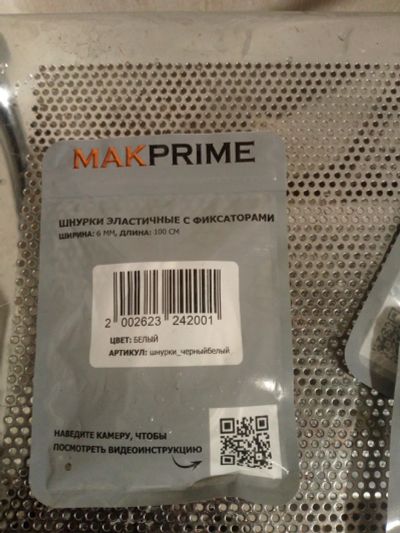 MAKPRIME
ШНУРКИ ЭЛАСТИЧНЫЕ С ФИКСАТОРАМИ
ШИРИНА: 6 ММ, ДЛИНА: 100 СМ
2 002623 242001
ЦВЕТ: БЕЛЫЙ
АРТИКУЛ: шнурки_черныйбелый
НАВЕДИТЕ КАМЕРУ, ЧТОБЫ
ПОСМОТРЕТЬ ВИДЕОИНСТРУКЦИЮ